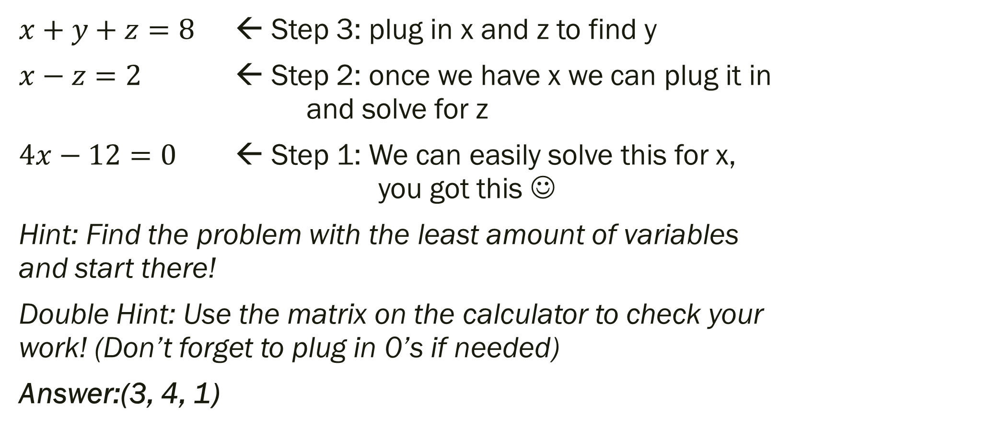 x + y + z = 8 ← Step 3: plug in x and z to find y
x − z = 2 ← Step 2: once we have x we can plug it in
and solve for z
4x − 12 = 0 ← Step 1: We can easily solve this for x,
you got this ☺
Hint: Find the problem with the least amount of variables
and start there!
Double Hint: Use the matrix on the calculator to check your
work! (Don’t forget to plug in 0’s if needed)
Answer:(3, 4, 1)